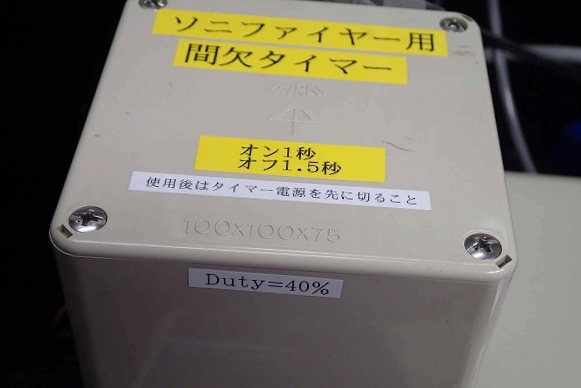 ソニファイヤー用
間欠タイマー
オン1秒
オフ1.5秒
使用後はタイマー電源を先に切ること
100X100X75
Duty=40%